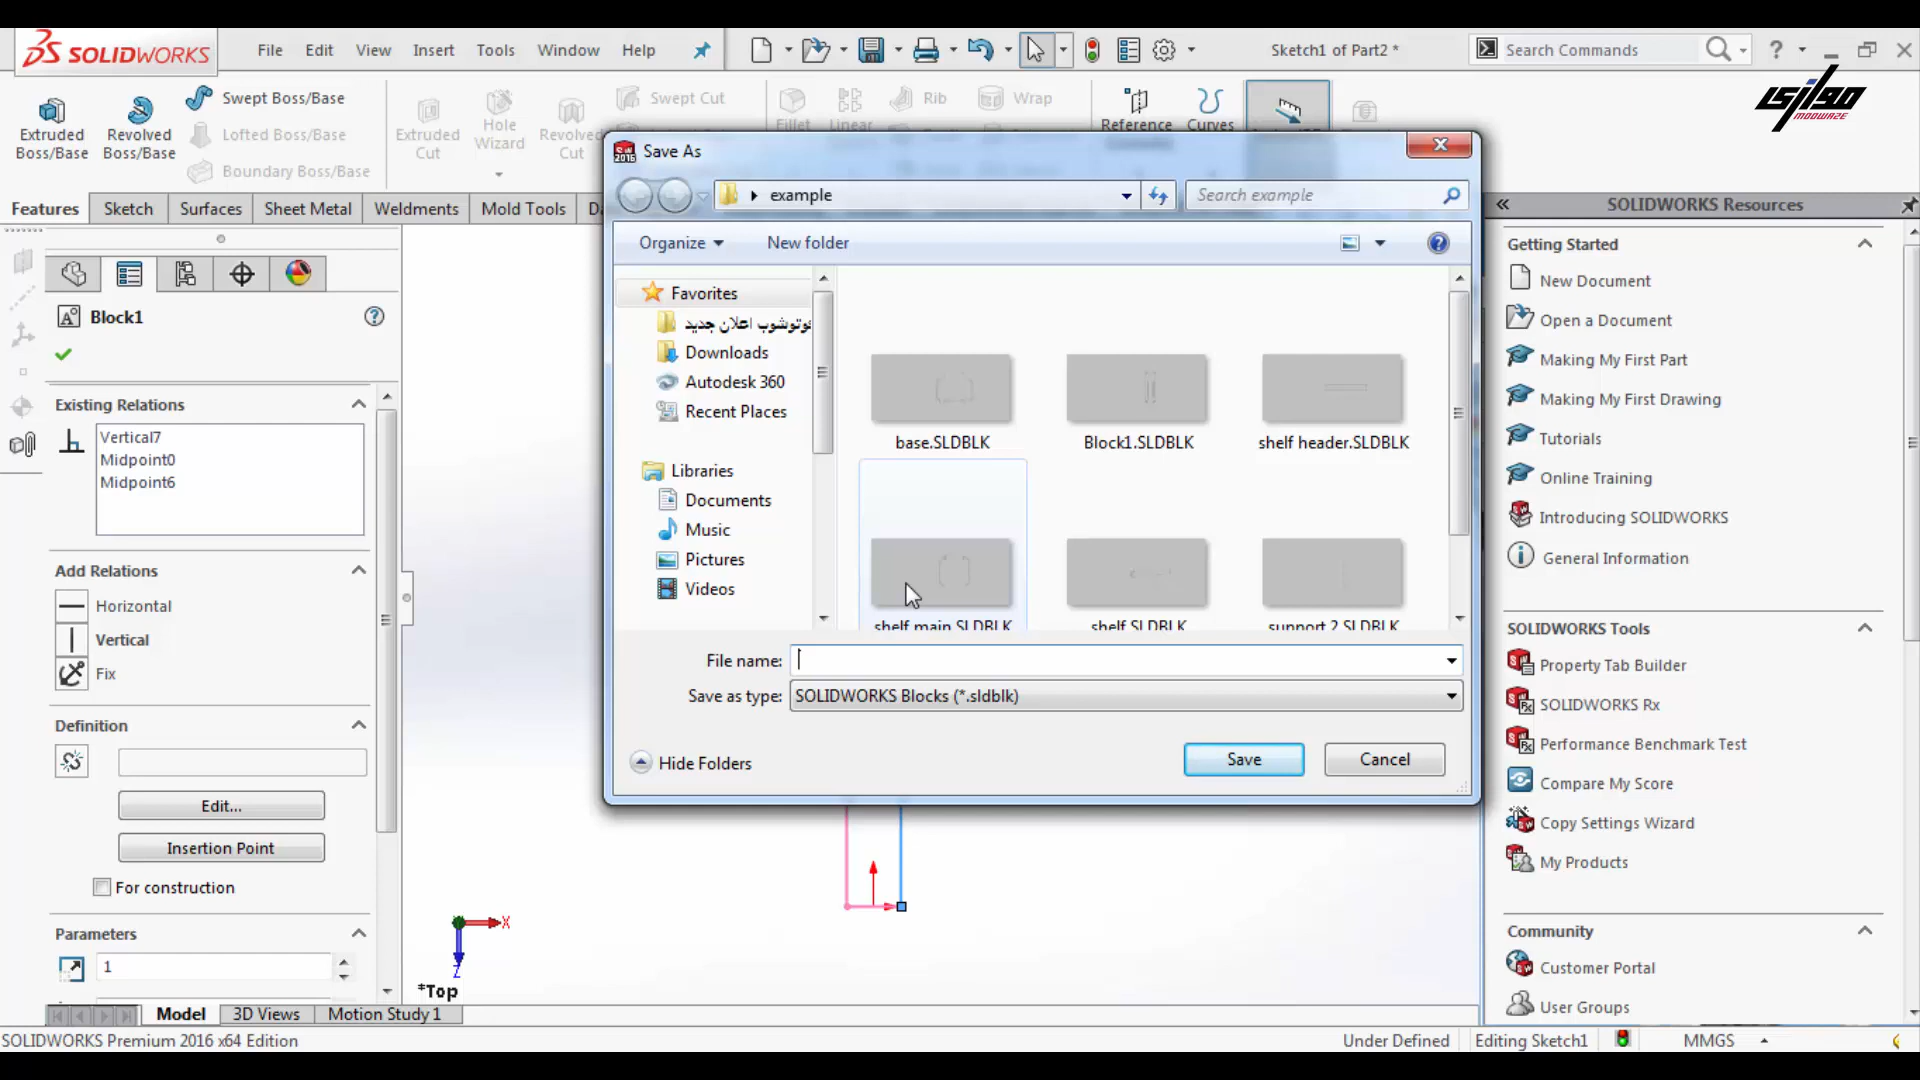 SOLIDWORKS
File Edit View Insert Tools Window Help
Sketch1 of Part2 *
Search Commands
موازی
MODWAZE
Extruded Boss/Base
Revolved Boss/Base
Swept Boss/Base
Lofted Boss/Base
Boundary Boss/Base
Extruded Cut
Hole Wizard
Revolved Cut
Swept Cut
Fillet
Linear
Rib
Wrap
Reference
Curves
Features Sketch Surfaces Sheet Metal Weldments Mold Tools
Block1
Existing Relations
Vertical7
Midpoint0
Midpoint6
Add Relations
Horizontal
Vertical
Fix
Definition
Edit...
Insertion Point
For construction
Parameters
1
Save As
SW
2016
example
Search example
Organize
New folder
Favorites
فوتوشوب اعلان جدید
Downloads
Autodesk 360
Recent Places
Libraries
Documents
Music
Pictures
Videos
base.SLDBLK
Block1.SLDBLK
shelf header.SLDBLK
shelf main.SLDBLK
shelf.SLDBLK
support 2.SLDBLK
File name:
Save as type: SOLIDWORKS Blocks (*.sldblk)
Hide Folders
Save
Cancel
X
Z
*Top
SOLIDWORKS Resources
Getting Started
New Document
Open a Document
Making My First Part
Making My First Drawing
Tutorials
Online Training
Introducing SOLIDWORKS
General Information
SOLIDWORKS Tools
Property Tab Builder
SOLIDWORKS Rx
Performance Benchmark Test
Compare My Score
Copy Settings Wizard
My Products
Community
Customer Portal
User Groups
Model 3D Views Motion Study 1
SOLIDWORKS Premium 2016 x64 Edition
Under Defined
Editing Sketch1
MMGS